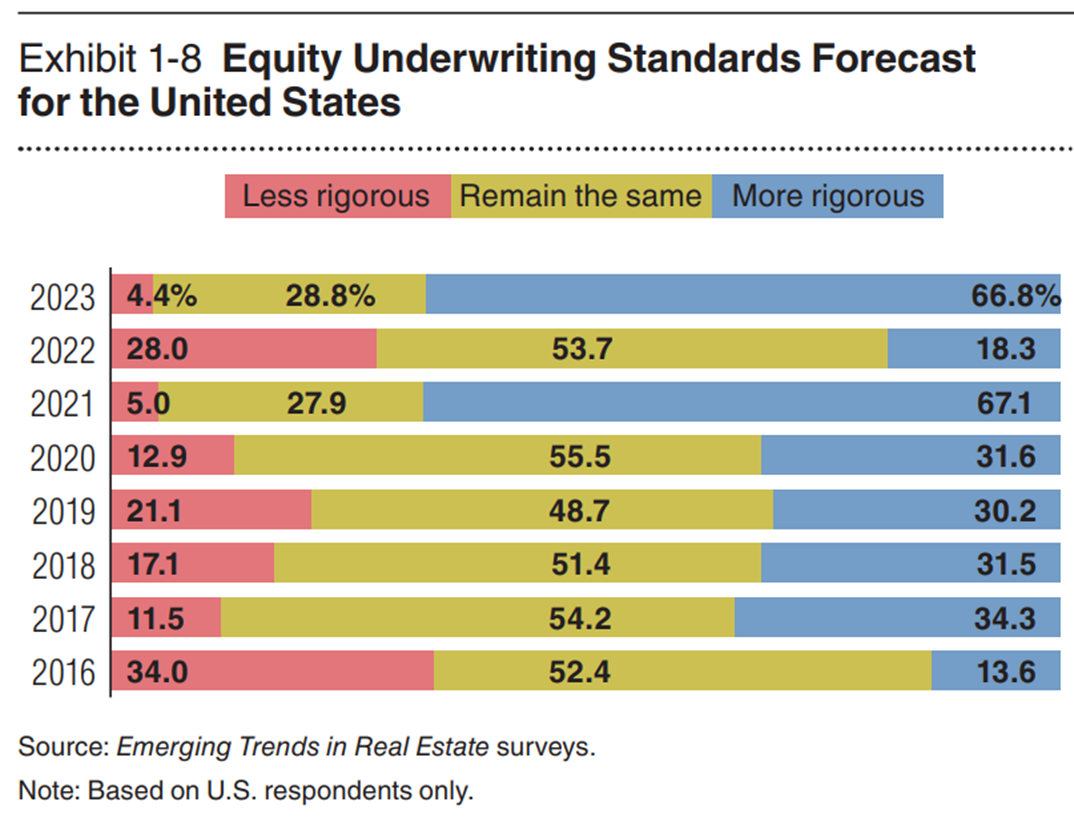 Exhibit 1-8 Equity Underwriting Standards Forecast
for the United States
Less rigorous Remain the same More rigorous
2023 4.4% 28.8% 66.8%
2022 28.0 53.7 18.3
2021 5.0 27.9 67.1
2020 12.9 55.5 31.6
2019 21.1 48.7 30.2
2018 17.1 51.4 31.5
2017 11.5 54.2 34.3
2016 34.0 52.4 13.6
Source: Emerging Trends in Real Estate surveys.
Note: Based on U.S. respondents only.